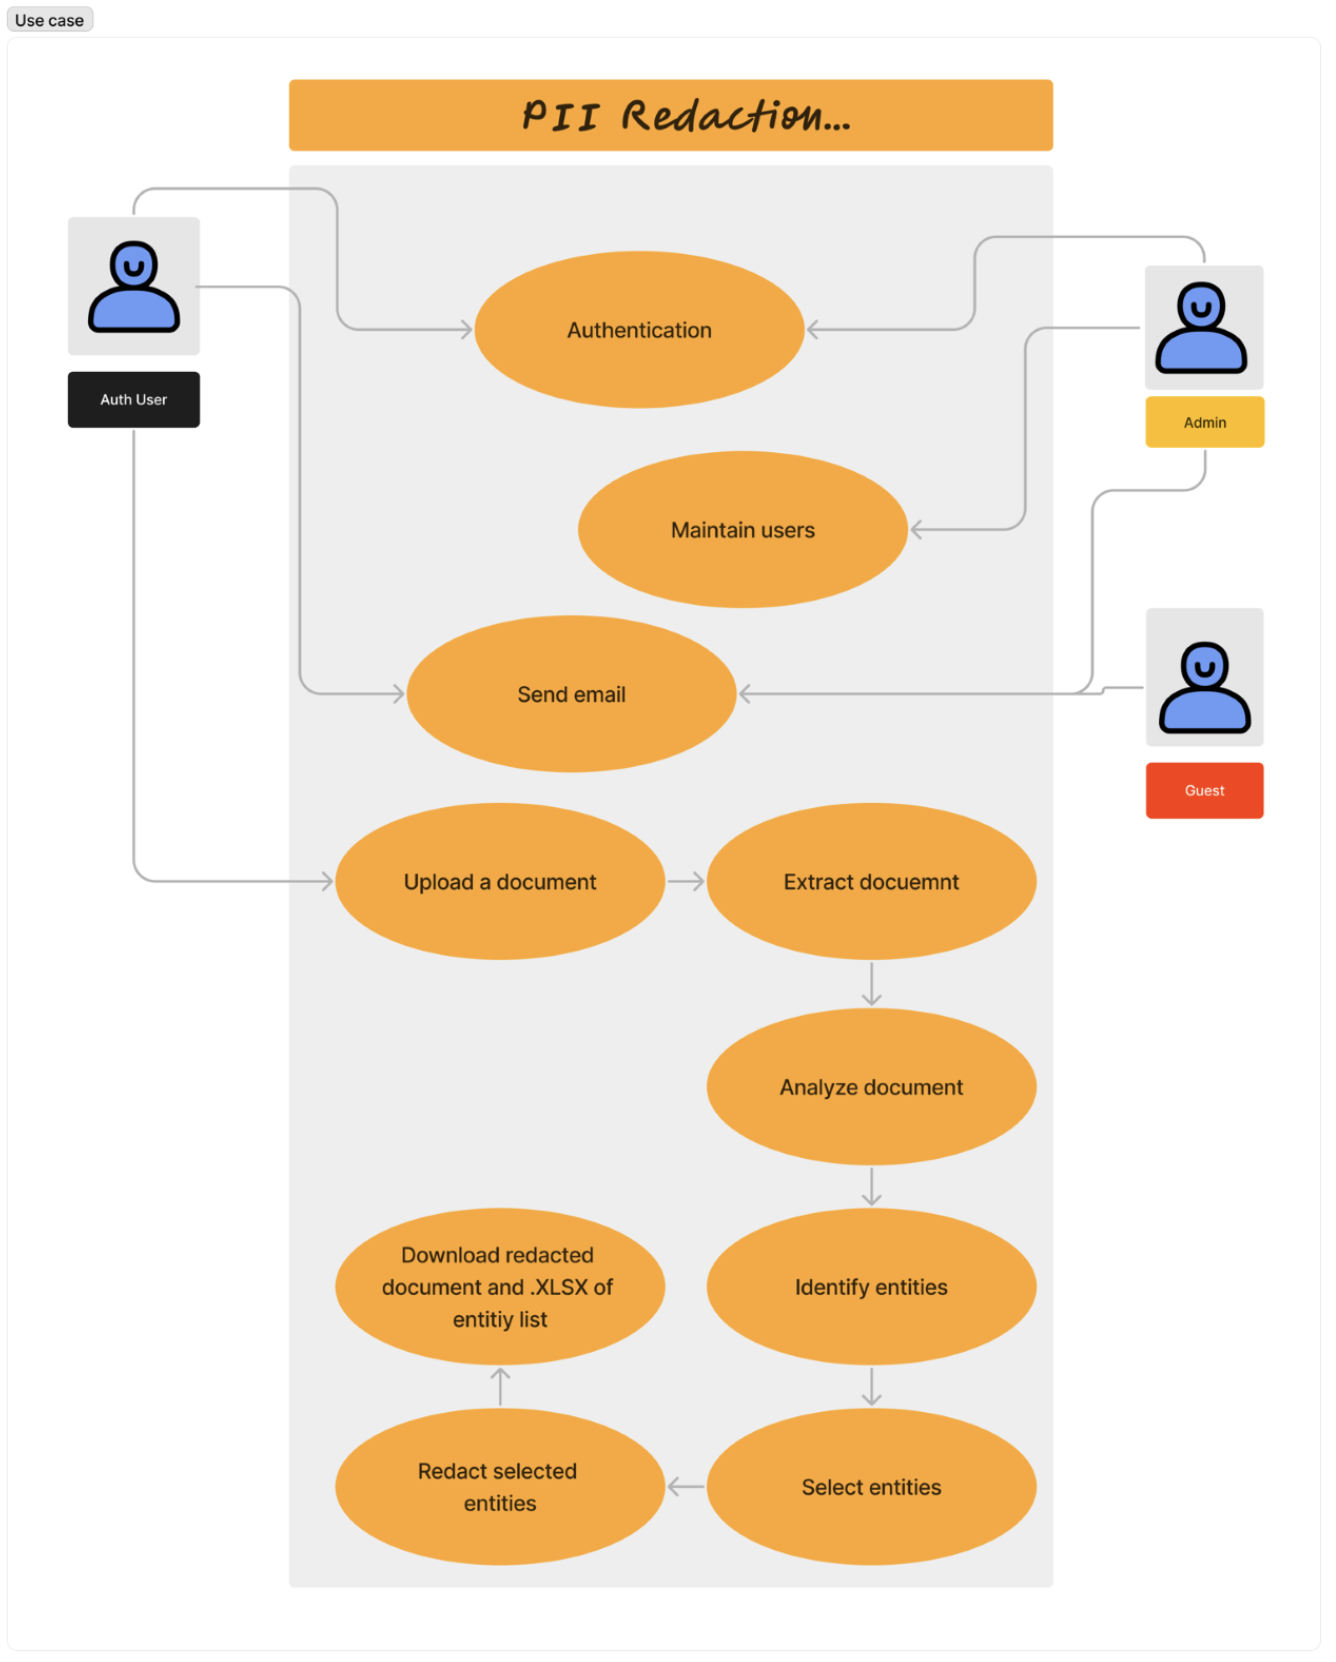 Use case
PII Redaction...
Authentication
Auth User
Admin
Maintain users
Send email
Guest
Upload a document
Extract docuemnt
Analyze document
Download redacted
document and .XLSX of
entitiy list
Identify entities
Redact selected
entities
Select entities